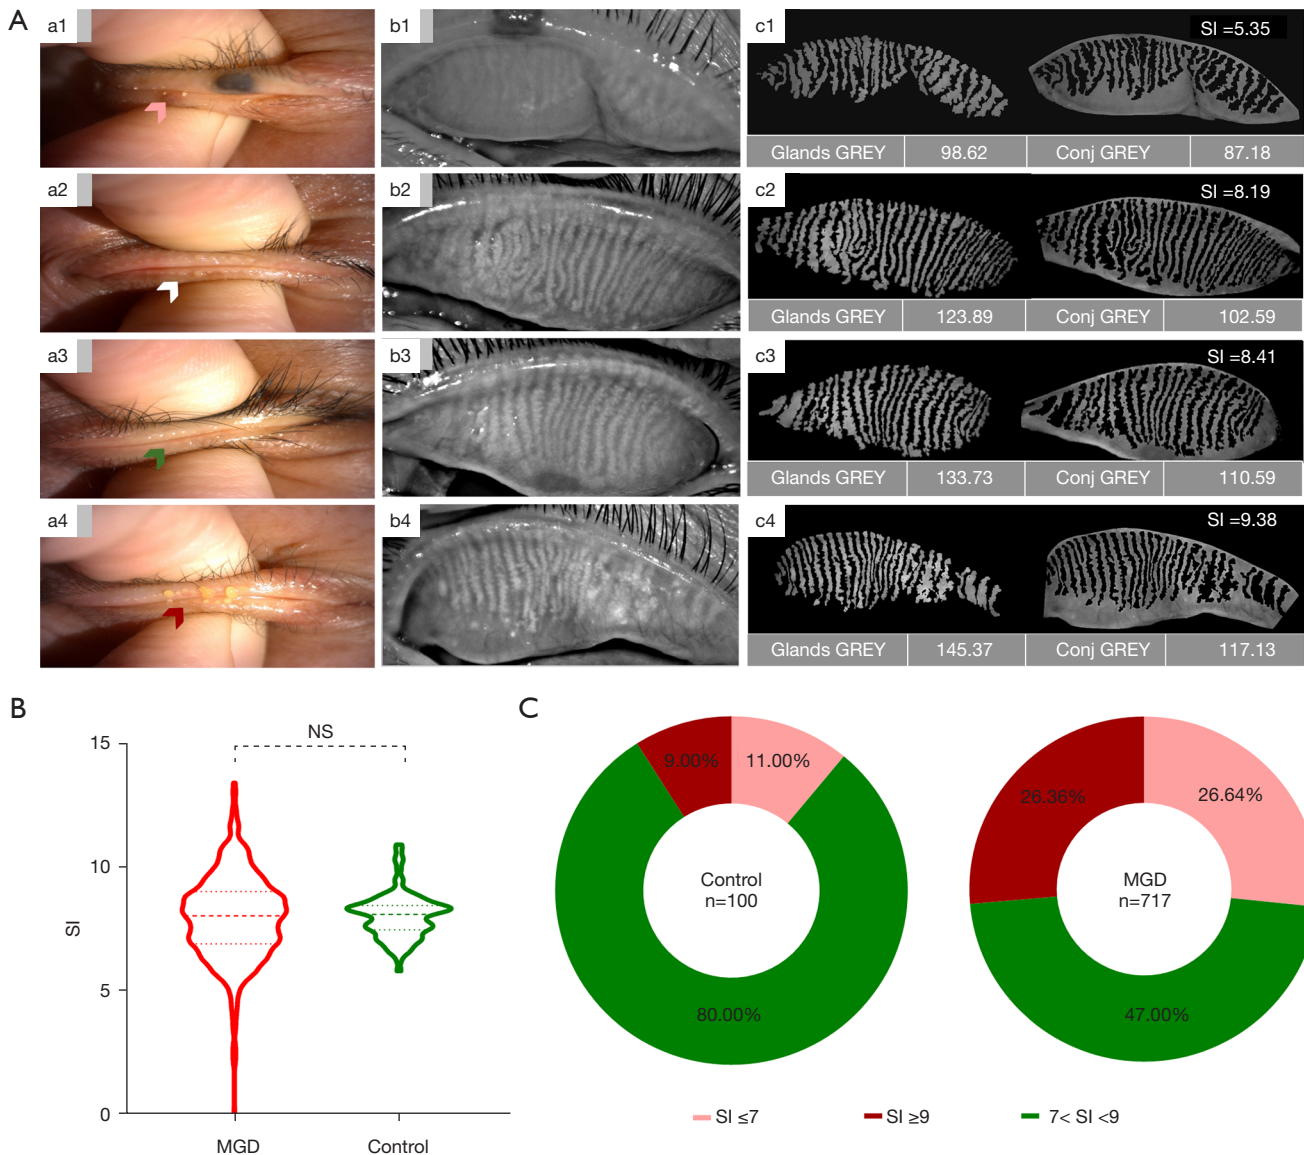 A
a1
b1
c1
SI =5.35
Glands GREY 98.62 Conj GREY 87.18
a2
b2
c2
SI =8.19
Glands GREY 123.89 Conj GREY 102.59
a3
b3
c3
SI =8.41
Glands GREY 133.73 Conj GREY 110.59
a4
b4
c4
SI =9.38
Glands GREY 145.37 Conj GREY 117.13
B
NS
15
10
5
0
SI
MGD Control
C
9.00% 11.00%
Control
n=100
80.00%
26.36% 26.64%
MGD
n=717
47.00%
SI ≤7 SI ≥9 7< SI <9